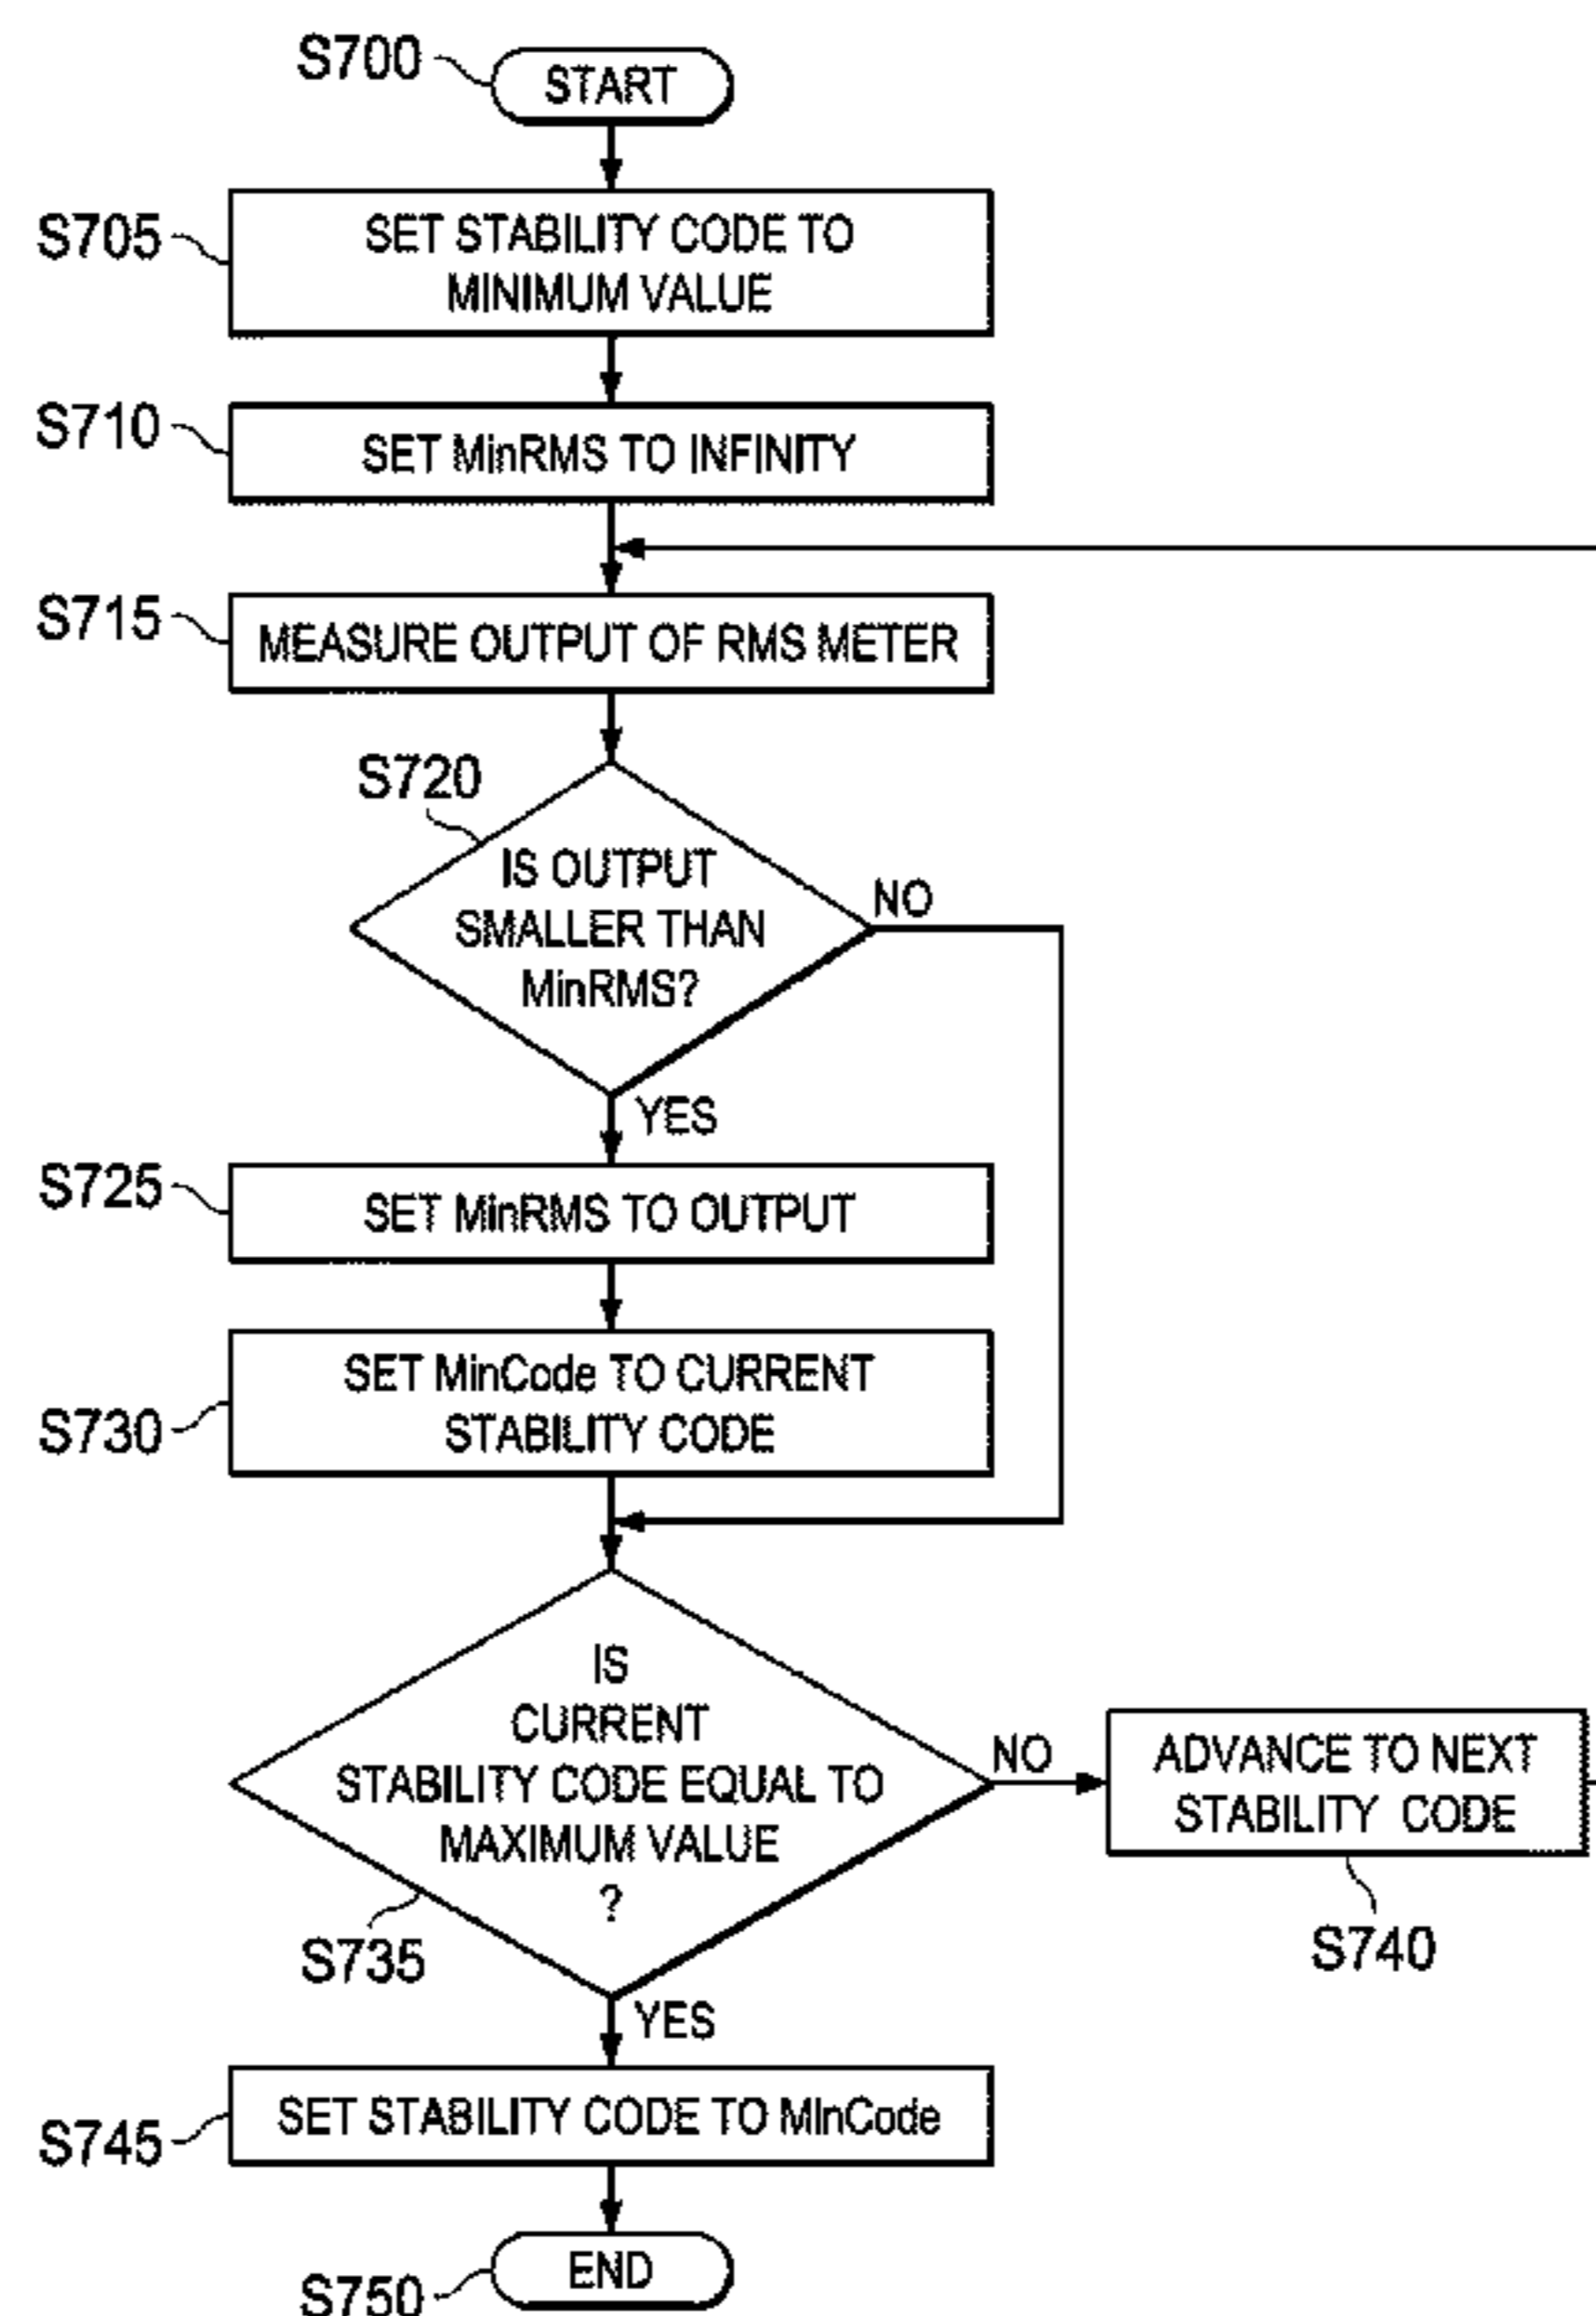 S700
START
S705
SET STABILITY CODE TO
MINIMUM VALUE
S710
SET MinRMS TO INFINITY
S715
MEASURE OUTPUT OF RMS METER
S720
IS OUTPUT
SMALLER THAN
MinRMS?
NO
YES
S725
SET MinRMS TO OUTPUT
S730
SET MinCode TO CURRENT
STABILITY CODE
IS
CURRENT
STABILITY CODE EQUAL TO
MAXIMUM VALUE
?
NO
ADVANCE TO NEXT
STABILITY CODE
S735
S740
YES
S745
SET STABILITY CODE TO MinCode
S750
END